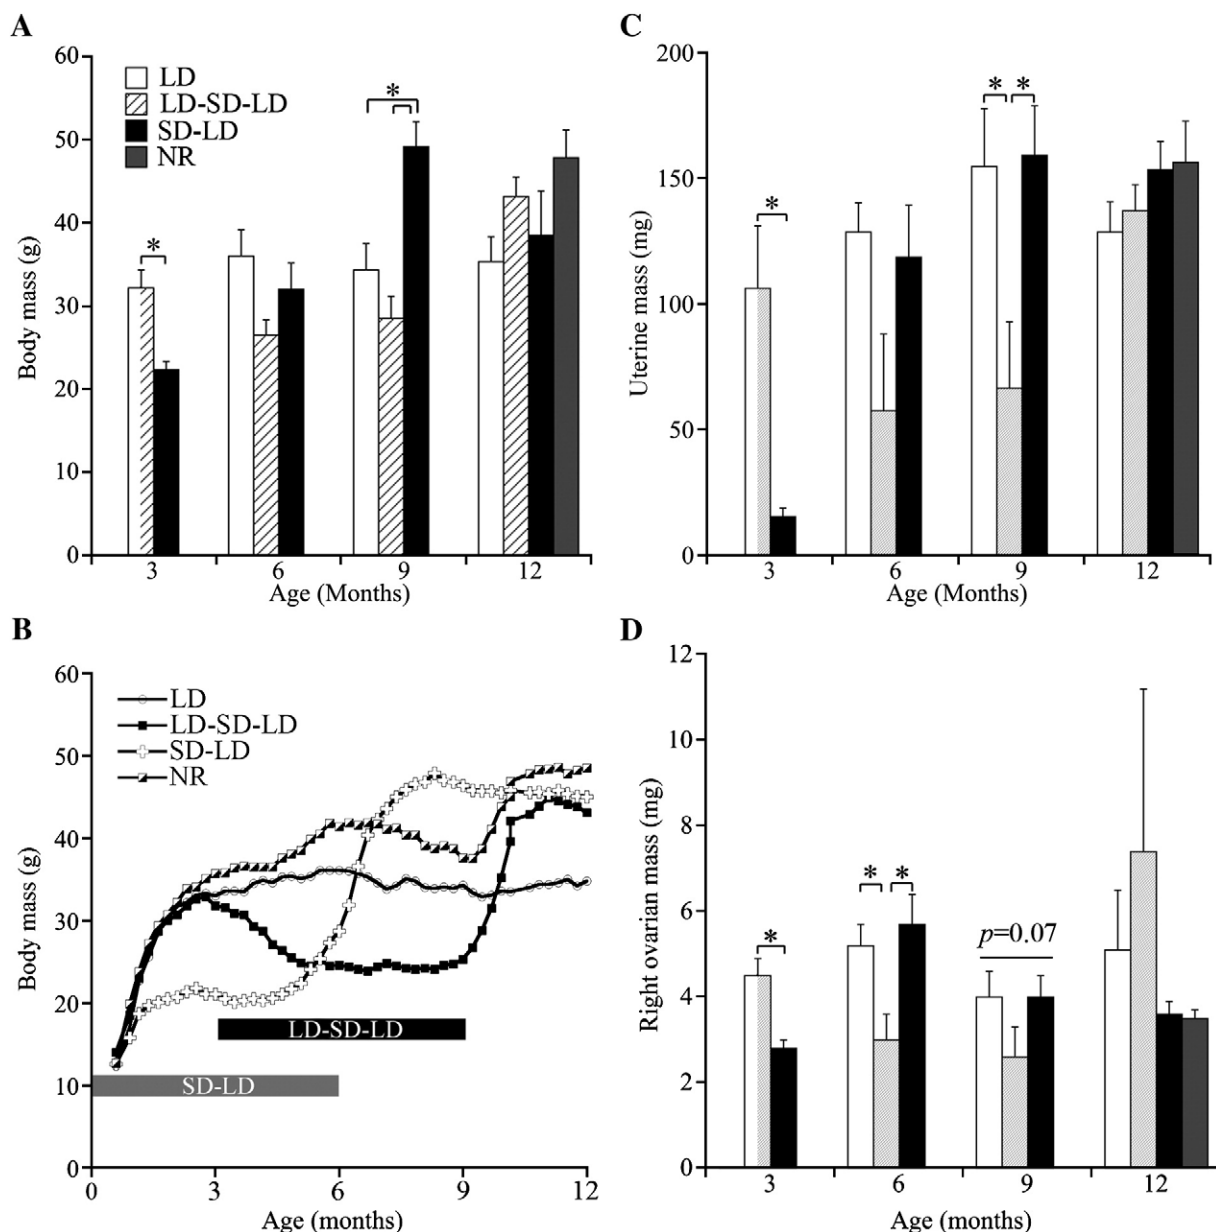 A
60
50
40
30
20
10
0
Body mass (g)
LD
LD-SD-LD
SD-LD
NR
*
*
3 6 9 12
Age (Months)
C
200
150
100
50
0
Uterine mass (mg)
*
* *
3 6 9 12
Age (Months)
B
60
50
40
30
20
10
0
Body mass (g)
LD
LD-SD-LD
SD-LD
NR
LD-SD-LD
SD-LD
0 3 6 9 12
Age (months)
D
12
10
8
6
4
2
0
Right ovarian mass (mg)
*
* *
p=0.07
3 6 9 12
Age (Months)